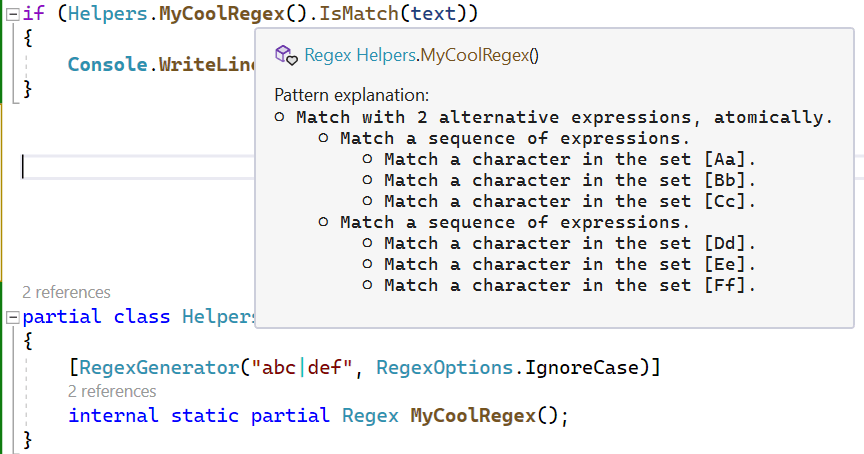 if (Helpers.MyCoolRegex().IsMatch(text))
{
Console.WriteLine
}
Regex Helpers.MyCoolRegex()
Pattern explanation:
○ Match with 2 alternative expressions, atomically.
○ Match a sequence of expressions.
○ Match a character in the set [Aa].
○ Match a character in the set [Bb].
○ Match a character in the set [Cc].
○ Match a sequence of expressions.
○ Match a character in the set [Dd].
○ Match a character in the set [Ee].
○ Match a character in the set [Ff].
2 references
partial class Helpers
{
[RegexGenerator("abc|def", RegexOptions.IgnoreCase)]
2 references
internal static partial Regex MyCoolRegex();
}